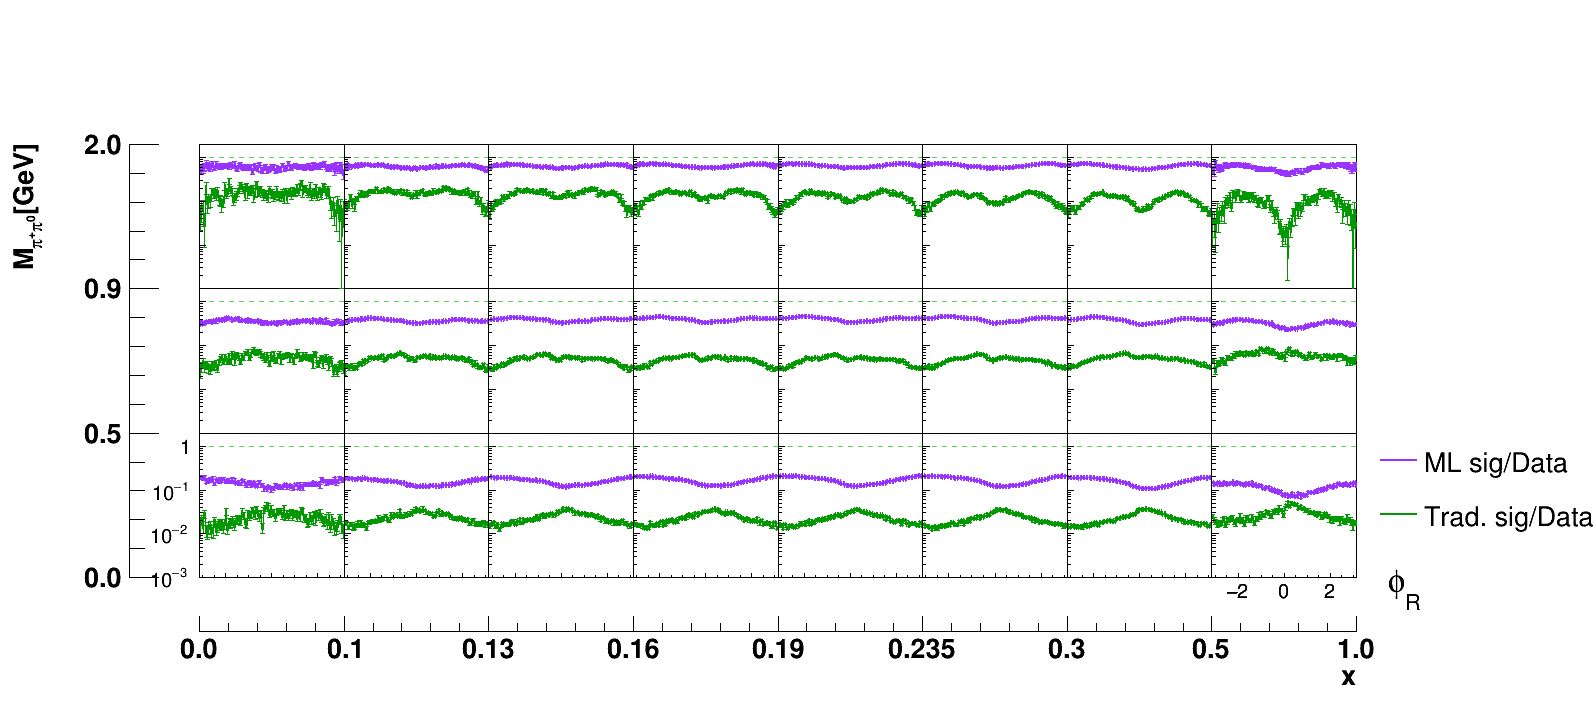 M π⁺π⁰ [GeV]
2.0
0.9
0.5
1
10⁻¹
10⁻²
0.0
10⁻³
ML sig/Data
Trad. sig/Data
−2 0 2
ϕ R
0.0 0.1 0.13 0.16 0.19 0.235 0.3 0.5 1.0
x